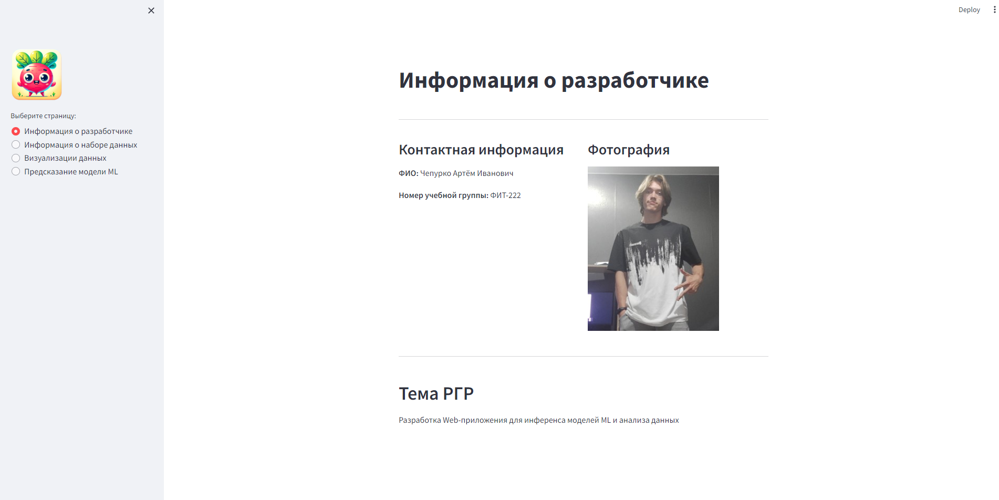 Deploy
Выберите страницу:
Информация о разработчике
Информация о наборе данных
Визуализации данных
Предсказание модели ML
Информация о разработчике
Контактная информация
ФИО: Чепурко Артём Иванович
Номер учебной группы: ФИТ-222
Фотография
Тема РГР
Разработка Web-приложения для инференса моделей ML и анализа данных